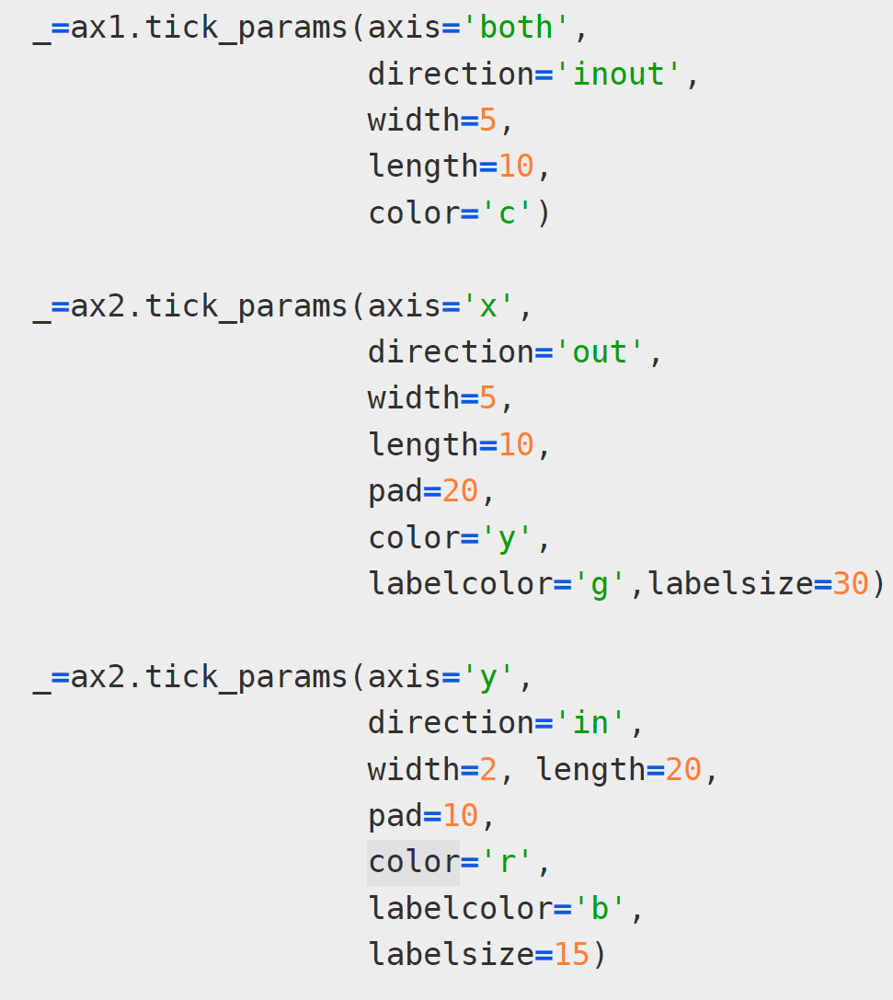 _=ax1.tick_params(axis='both',
                  direction='inout',
                  width=5,
                  length=10,
                  color='c')

_=ax2.tick_params(axis='x',
                  direction='out',
                  width=5,
                  length=10,
                  pad=20,
                  color='y',
                  labelcolor='g',labelsize=30)

_=ax2.tick_params(axis='y',
                  direction='in',
                  width=2, length=20,
                  pad=10,
                  color='r',
                  labelcolor='b',
                  labelsize=15)